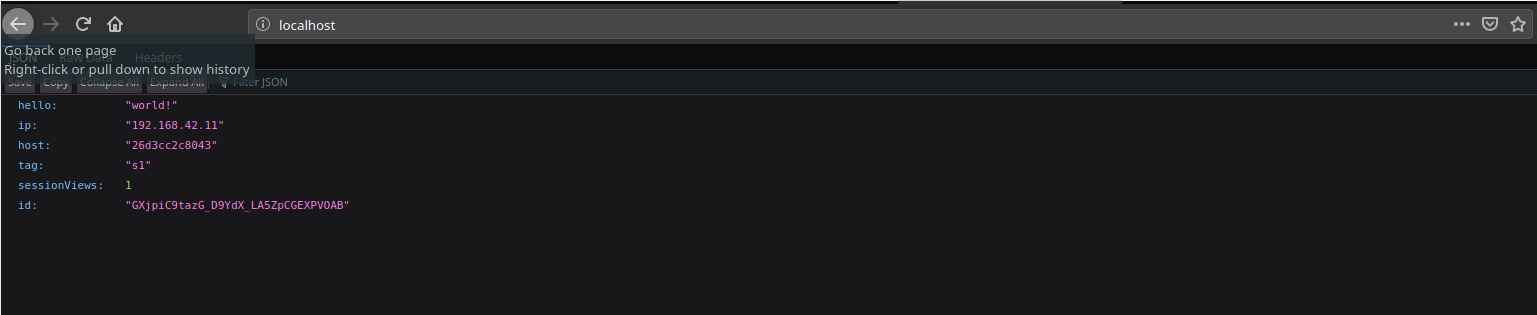 localhost
Go back one page
JSON Raw Data Headers
Right-click or pull down to show history
Save Copy Collapse All Expand All Filter JSON
hello: "world!"
ip: "192.168.42.11"
host: "26d3cc2c8043"
tag: "s1"
sessionViews: 1
id: "GXjpiC9tazG_D9YdX_LA5ZpCGEXPVOAB"